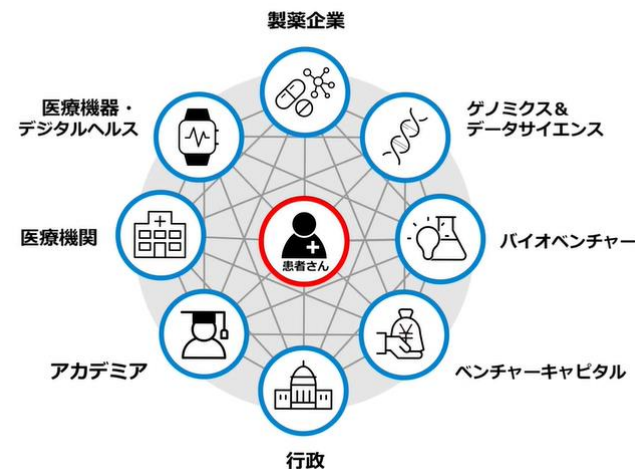 製薬企業
医療機器・
デジタルヘルス
ゲノミクス&
データサイエンス
医療機関
患者さん
バイオベンチャー
アカデミア
ベンチャーキャピタル
行政